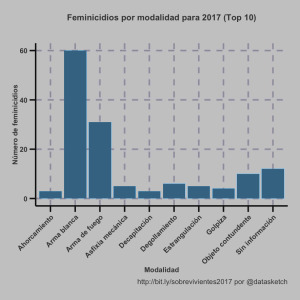 Feminicidios por modalidad para 2017 (Top 10)
Número de feminicidios
60
40
20
0
Ahorcamiento
Arma blanca
Arma de fuego
Asfixia mecánica
Decapitación
Degollamiento
Estrangulación
Golpiza
Objeto contundente
Sin información
Modalidad
http://bit.ly/sobrevivientes2017 por @datasketch